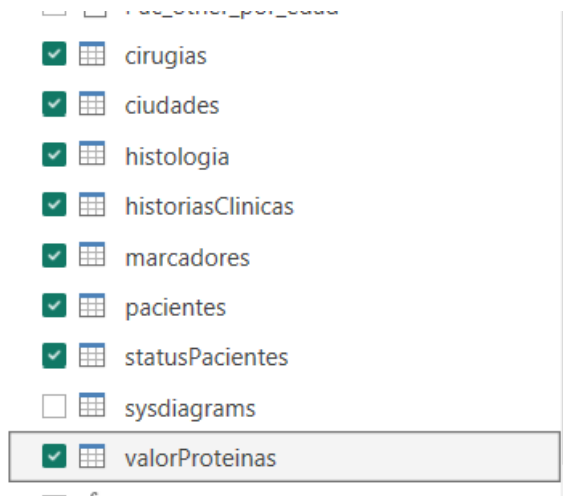 cirugias
ciudades
histologia
historiasClinicas
marcadores
pacientes
statusPacientes
sysdiagrams
valorProteinas